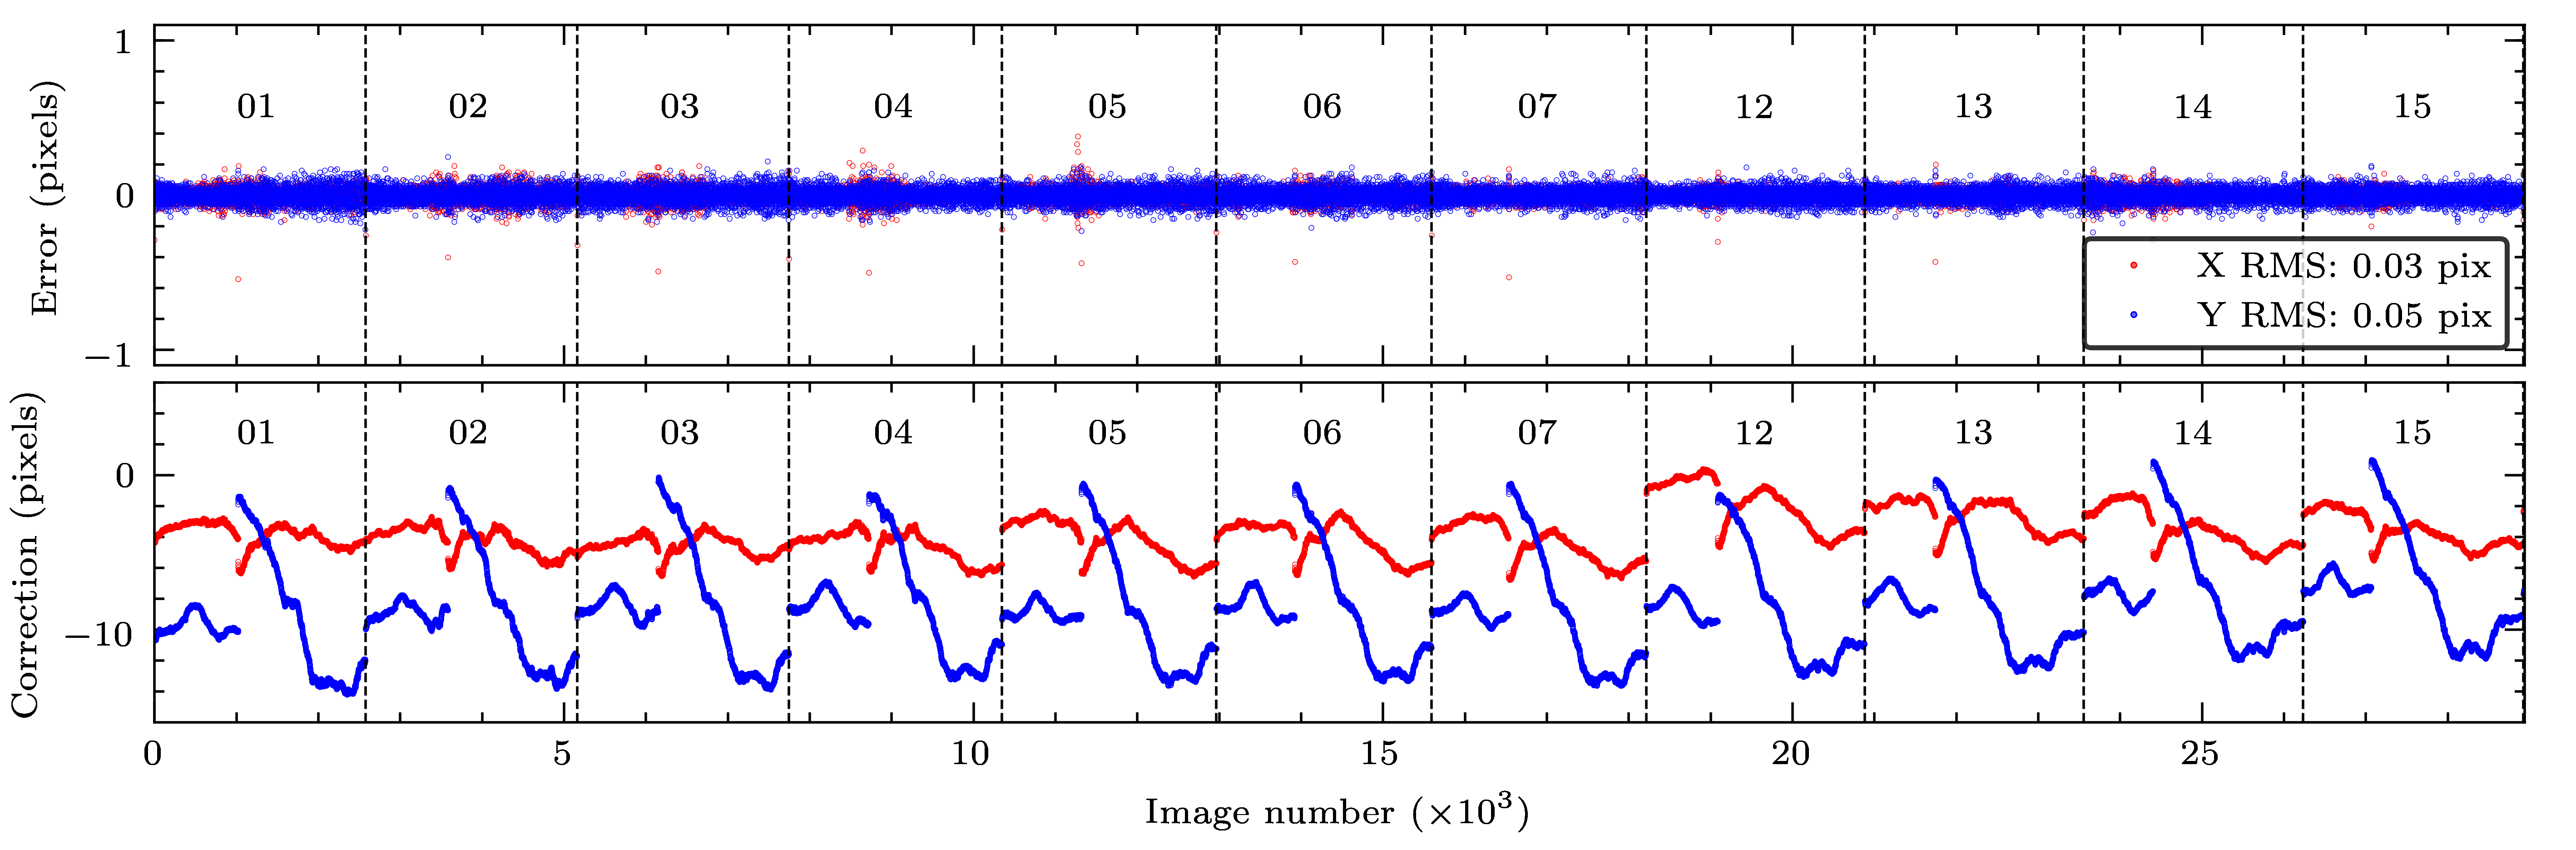 Error (pixels)
1
0
−1
01 02 03 04 05 06 07 12 13 14 15
X RMS: 0.03 pix
Y RMS: 0.05 pix
Correction (pixels)
0
−10
01 02 03 04 05 06 07 12 13 14 15
0 5 10 15 20 25
Image number (×10³)